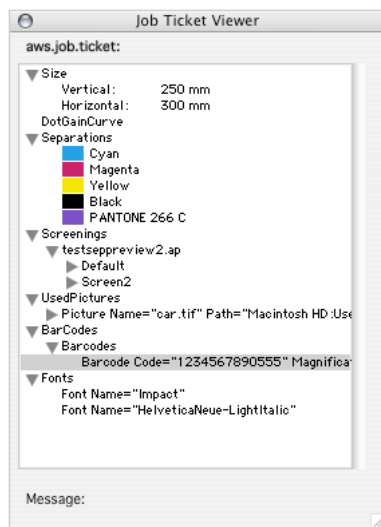 Job Ticket Viewer
aws.job.ticket:
Size
Vertical: 250 mm
Horizontal: 300 mm
DotGainCurve
Separations
Cyan
Magenta
Yellow
Black
PANTONE 266 C
Screenings
testseppreview2.ap
Default
Screen2
UsedPictures
Picture Name="car.tif" Path="Macintosh HD:Use
BarCodes
Barcodes
Barcode Code="1234567890555" Magnificat
Fonts
Font Name="Impact"
Font Name="HelveticaNeue-LightItalic"
Message: